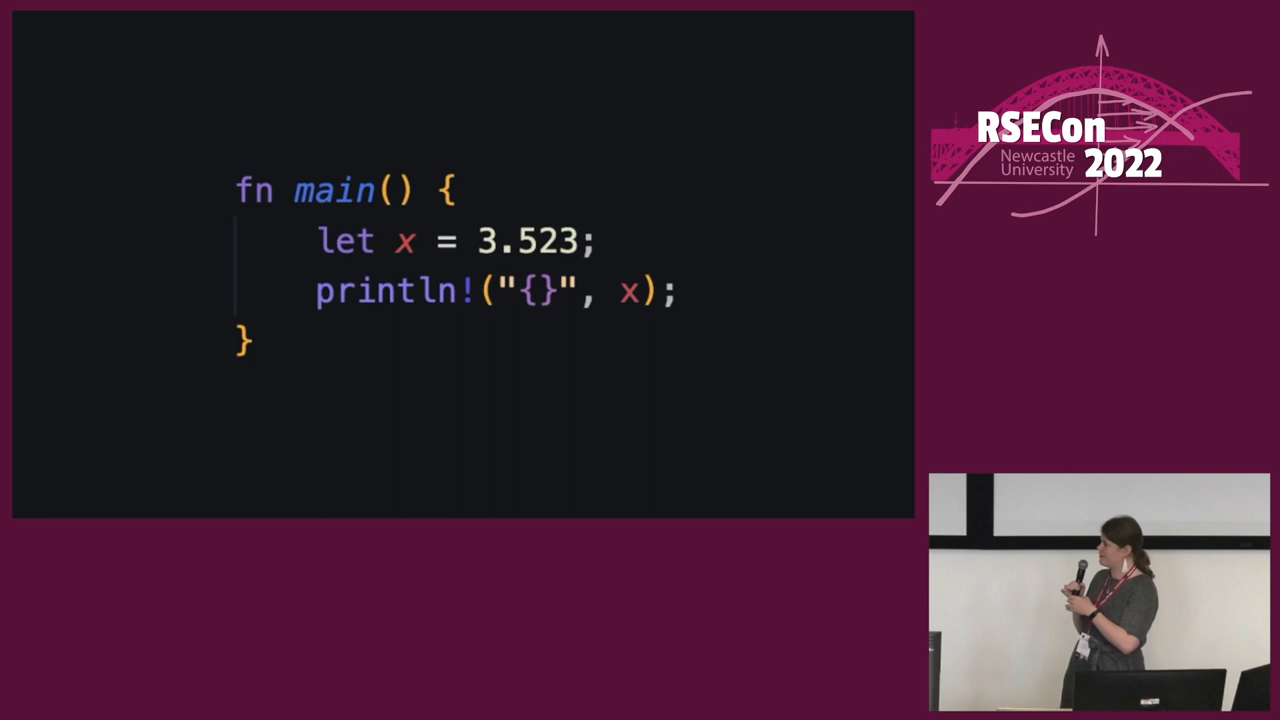 fn main() {
    let x = 3.523;
    println!("{}", x);
}
RSECon
Newcastle
University
2022